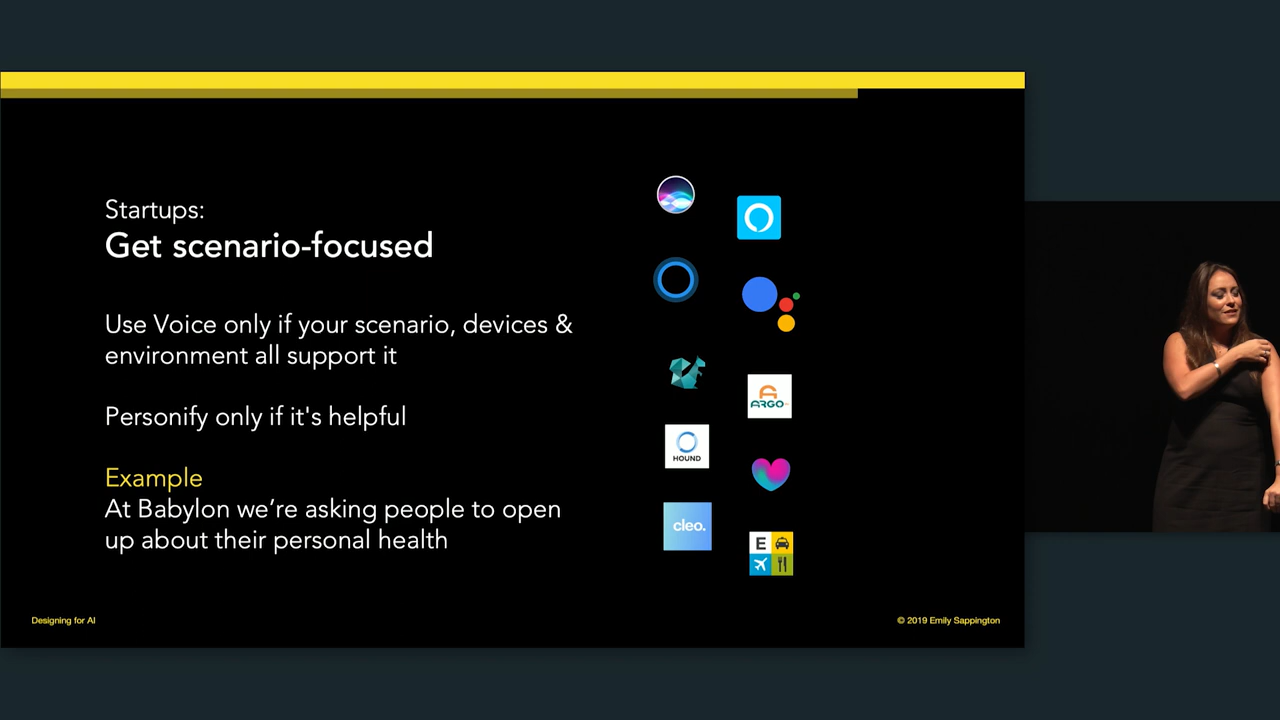 Startups:
Get scenario-focused
Use Voice only if your scenario, devices &
environment all support it
Personify only if it's helpful
Example
At Babylon we’re asking people to open
up about their personal health
ARGO
HOUND
cleo.
E
Designing for AI
© 2019 Emily Sappington